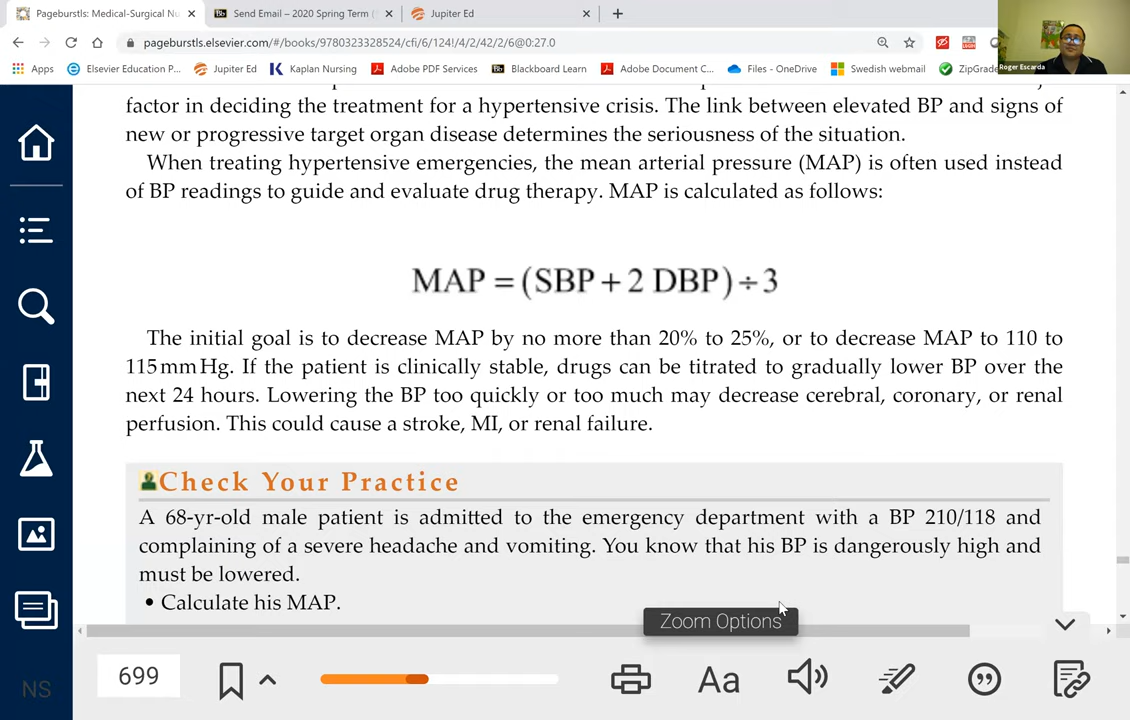 Pageburstls: Medical-Surgical Nu
Send Email – 2020 Spring Term (
Jupiter Ed
pageburstls.elsevier.com/#/books/9780323328524/cfi/6/124!/4/2/42/2/6@0:27.0
Roger Escarda
Apps
Elsevier Education P...
Jupiter Ed
Kaplan Nursing
Adobe PDF Services
Blackboard Learn
Adobe Document C...
Files - OneDrive
Swedish webmail
ZipGrade
factor in deciding the treatment for a hypertensive crisis. The link between elevated BP and signs of
new or progressive target organ disease determines the seriousness of the situation.
When treating hypertensive emergencies, the mean arterial pressure (MAP) is often used instead
of BP readings to guide and evaluate drug therapy. MAP is calculated as follows:
MAP = (SBP + 2 DBP) ÷ 3
The initial goal is to decrease MAP by no more than 20% to 25%, or to decrease MAP to 110 to
115 mm Hg. If the patient is clinically stable, drugs can be titrated to gradually lower BP over the
next 24 hours. Lowering the BP too quickly or too much may decrease cerebral, coronary, or renal
perfusion. This could cause a stroke, MI, or renal failure.
Check Your Practice
A 68-yr-old male patient is admitted to the emergency department with a BP 210/118 and
complaining of a severe headache and vomiting. You know that his BP is dangerously high and
must be lowered.
• Calculate his MAP.
Zoom Options
NS
699
Aa